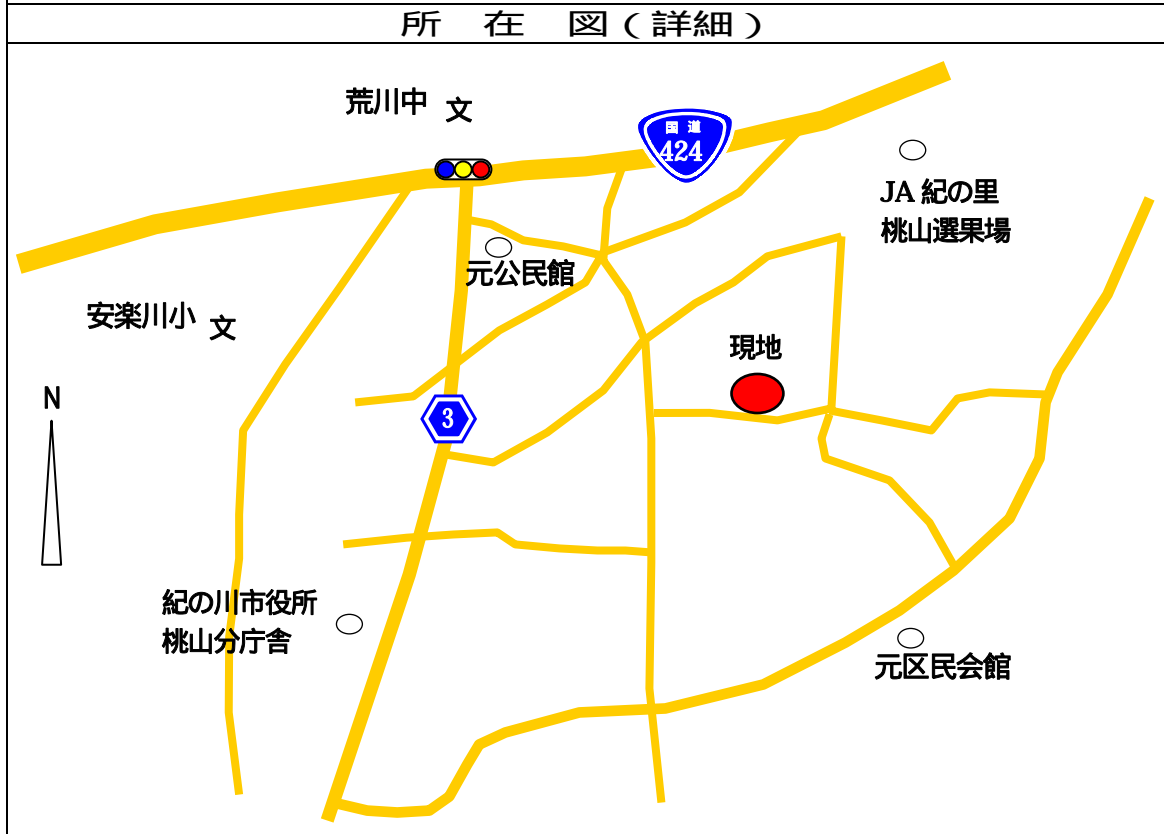 所 在 図(詳細)
荒川中 文
国道
424
JA 紀の里
桃山選果場
元公民館
安楽川小 文
現地
N
3
紀の川市役所
桃山分庁舎
元区民会館